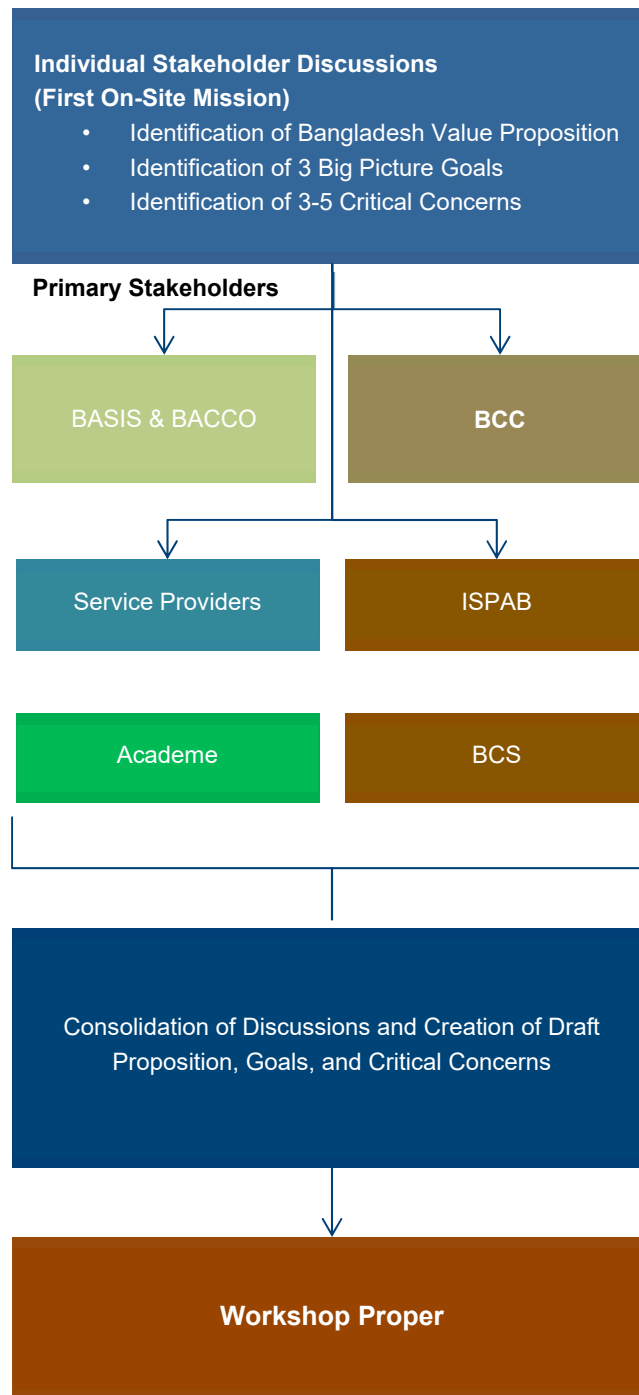 Individual Stakeholder Discussions
(First On-Site Mission)
• Identification of Bangladesh Value Proposition
• Identification of 3 Big Picture Goals
• Identification of 3-5 Critical Concerns
Primary Stakeholders
BASIS & BACCO
BCC
Service Providers
ISPAB
Academe
BCS
Consolidation of Discussions and Creation of Draft
Proposition, Goals, and Critical Concerns
Workshop Proper